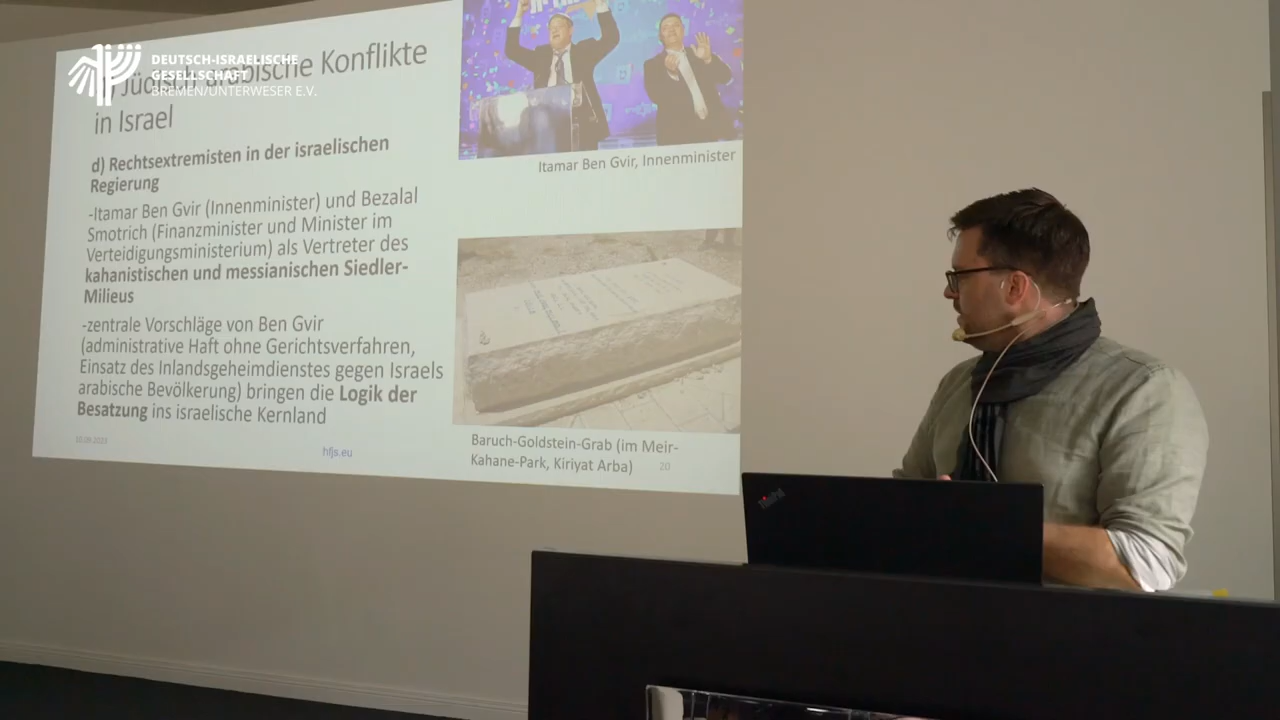 DEUTSCH-ISRAELISCHE
GESELLSCHAFT
BREMEN/UNTERWESER E.V.
Jüdisch-arabische Konflikte
in Israel
d) Rechtsextremisten in der israelischen
Regierung
-Itamar Ben Gvir (Innenminister) und Bezalal
Smotrich (Finanzminister und Minister im
Verteidigungsministerium) als Vertreter des
kahanistischen und messianischen Siedler-
Milieus
-zentrale Vorschläge von Ben Gvir
(administrative Haft ohne Gerichtsverfahren,
Einsatz des Inlandsgeheimdienstes gegen Israels
arabische Bevölkerung) bringen die Logik der
Besatzung ins israelische Kernland
hfjs.eu
Itamar Ben Gvir, Innenminister
Baruch-Goldstein-Grab (im Meir-
Kahane-Park, Kiriyat Arba)
20
ThinkPad